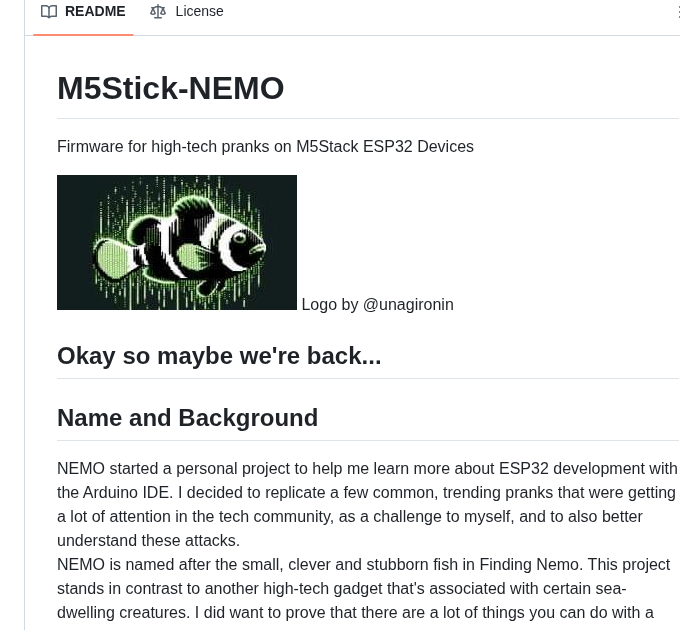 README
License
M5Stick-NEMO
Firmware for high-tech pranks on M5Stack ESP32 Devices
Logo by @unagironin
Okay so maybe we're back...
Name and Background
NEMO started a personal project to help me learn more about ESP32 development with
the Arduino IDE. I decided to replicate a few common, trending pranks that were getting
a lot of attention in the tech community, as a challenge to myself, and to also better
understand these attacks.
NEMO is named after the small, clever and stubborn fish in Finding Nemo. This project
stands in contrast to another high-tech gadget that's associated with certain sea-
dwelling creatures. I did want to prove that there are a lot of things you can do with a